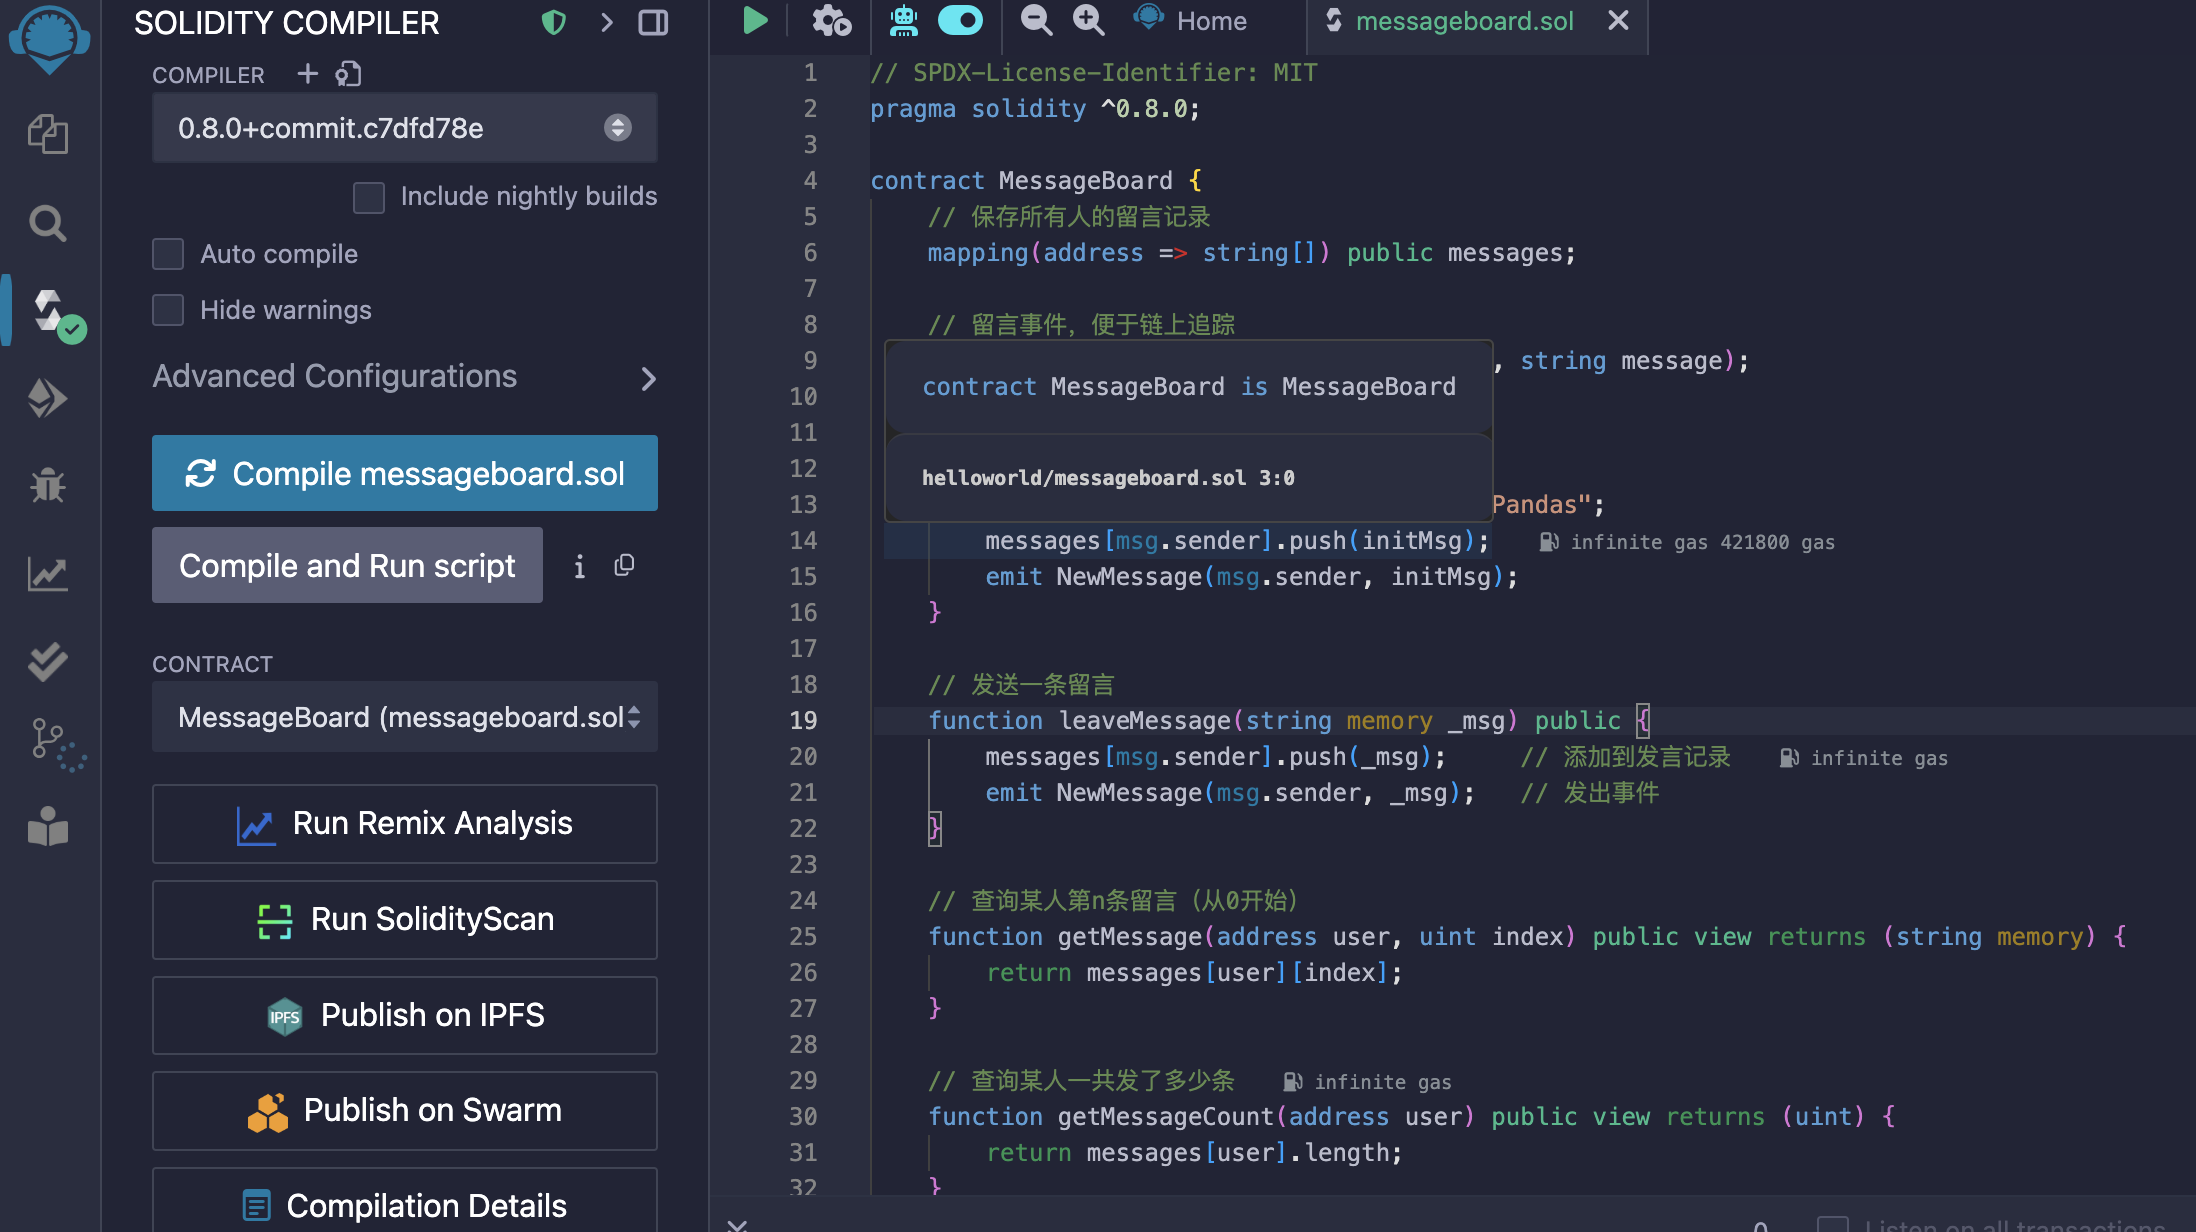 SOLIDITY COMPILER
COMPILER
0.8.0+commit.c7dfd78e
Include nightly builds
Auto compile
Hide warnings
Advanced Configurations
Compile messageboard.sol
Compile and Run script
i
CONTRACT
MessageBoard (messageboard.sol
Run Remix Analysis
Run SolidityScan
IPFS Publish on IPFS
Publish on Swarm
Compilation Details
Home
messageboard.sol
1 // SPDX-License-Identifier: MIT
2 pragma solidity ^0.8.0;
3
4 contract MessageBoard {
5 // 保存所有人的留言记录
6 mapping(address => string[]) public messages;
7
8 // 留言事件，便于链上追踪
9 , string message);
10
contract MessageBoard is MessageBoard
11
12
helloworld/messageboard.sol 3:0
13 Pandas";
14 messages[msg.sender].push(initMsg); infinite gas 421800 gas
15 emit NewMessage(msg.sender, initMsg);
16 }
17
18 // 发送一条留言
19 function leaveMessage(string memory _msg) public {
20 messages[msg.sender].push(_msg); // 添加到发言记录 infinite gas
21 emit NewMessage(msg.sender, _msg); // 发出事件
22 }
23
24 // 查询某人第n条留言（从0开始）
25 function getMessage(address user, uint index) public view returns (string memory) {
26 return messages[user][index];
27 }
28
29 // 查询某人一共发了多少条 infinite gas
30 function getMessageCount(address user) public view returns (uint) {
31 return messages[user].length;
32 }
0 Listen on all transactions